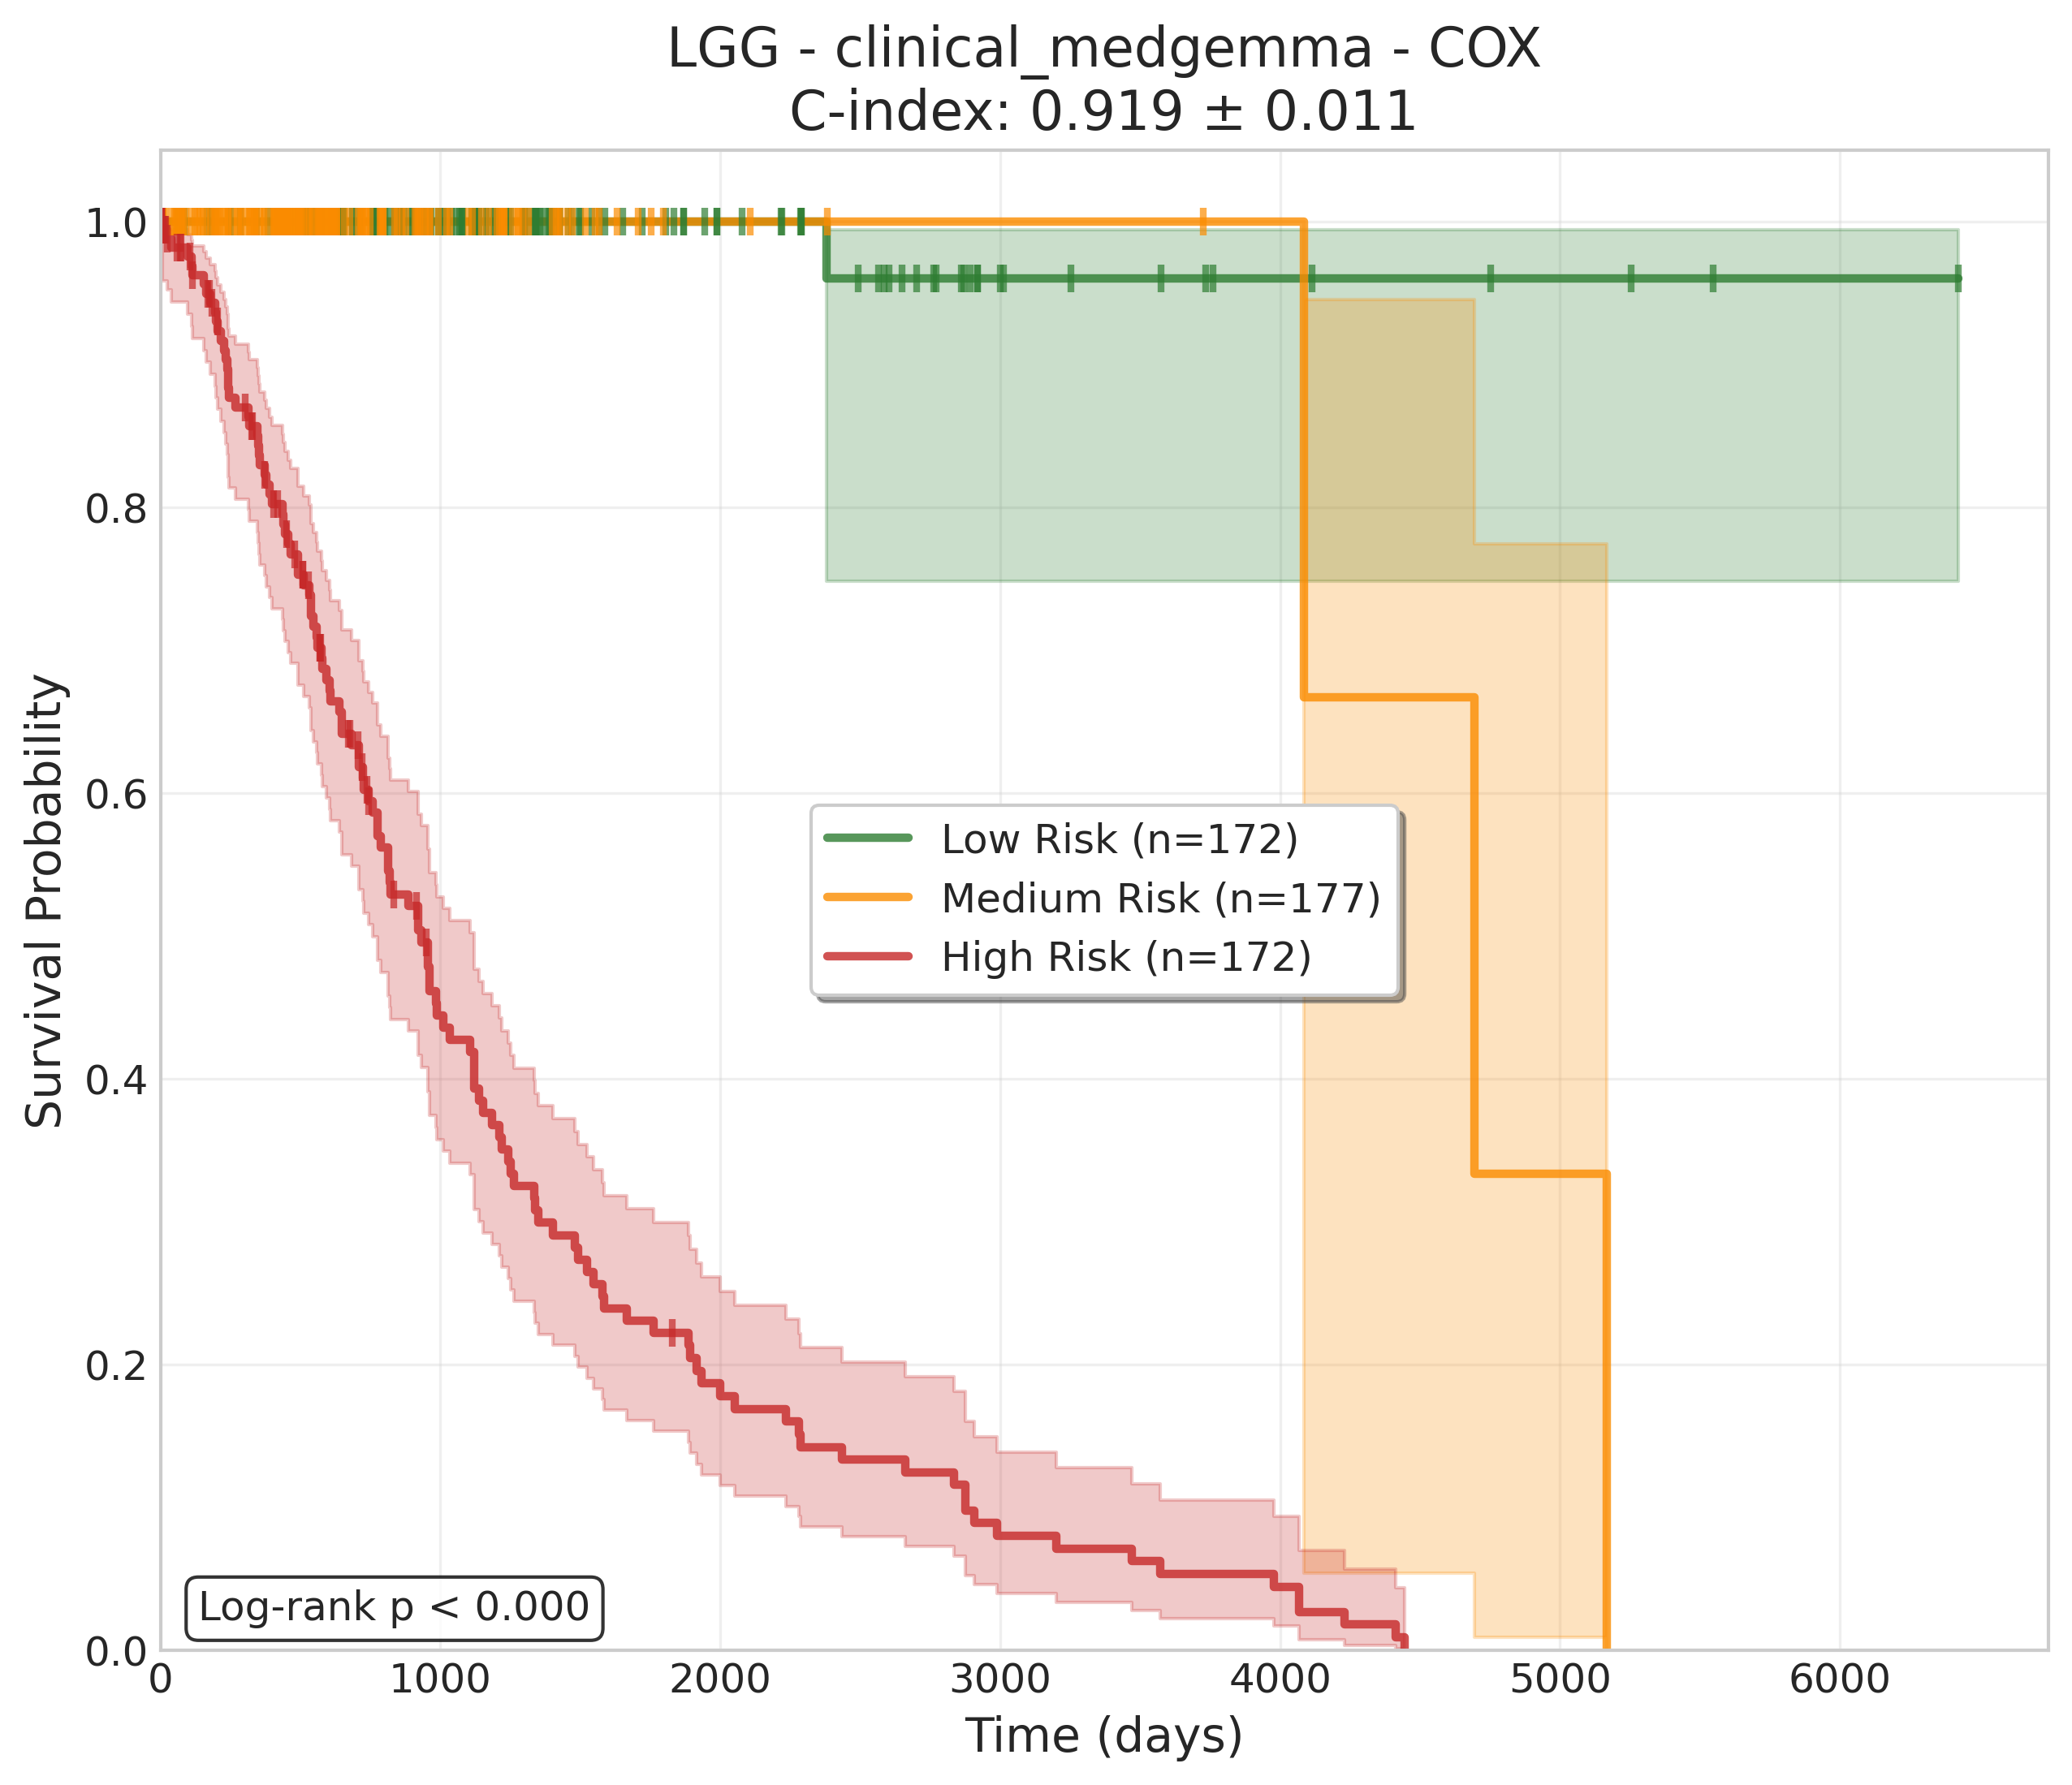 LGG - clinical_medgemma - COX
C-index: 0.919 ± 0.011
Survival Probability
1.0
0.8
0.6
0.4
0.2
0.0
Low Risk (n=172)
Medium Risk (n=177)
High Risk (n=172)
Log-rank p < 0.000
0 1000 2000 3000 4000 5000 6000
Time (days)